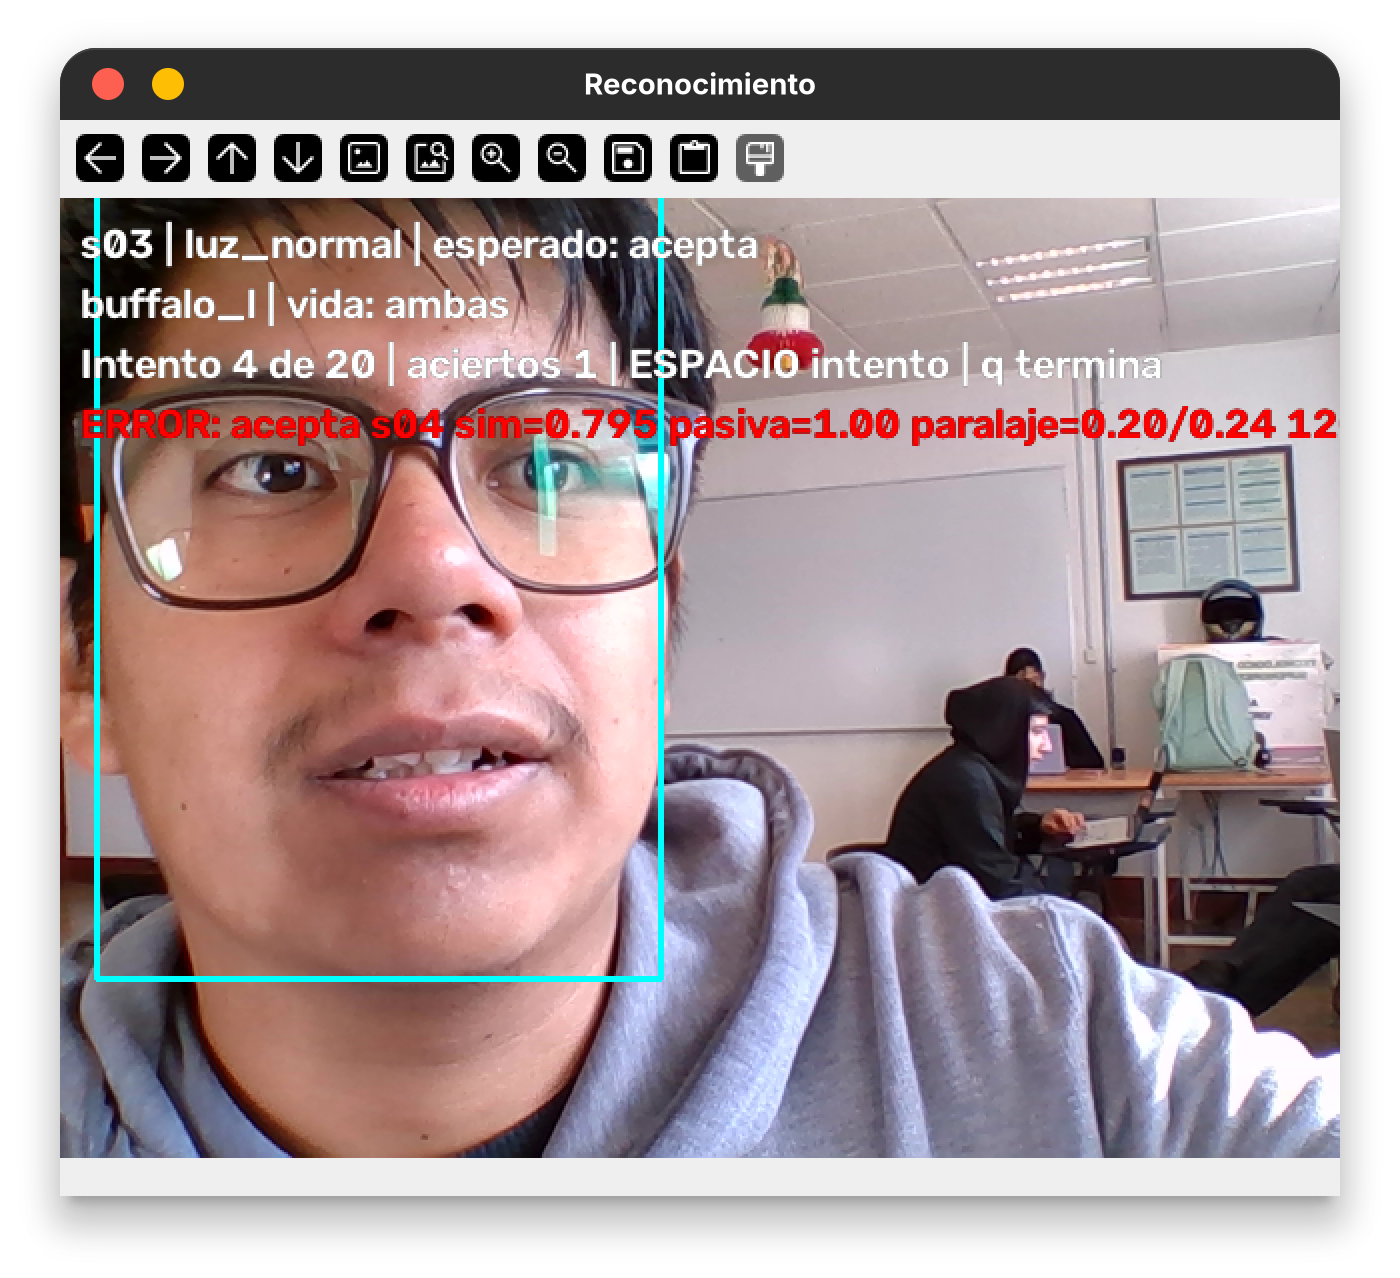 Reconocimiento
s03 | luz_normal | esperado: acepta
buffalo_l | vida: ambas
Intento 4 de 20 | aciertos 1 | ESPACIO intento | q termina
ERROR: acepta s04 sim=0.795 pasiva=1.00 paralaje=0.20/0.24 12